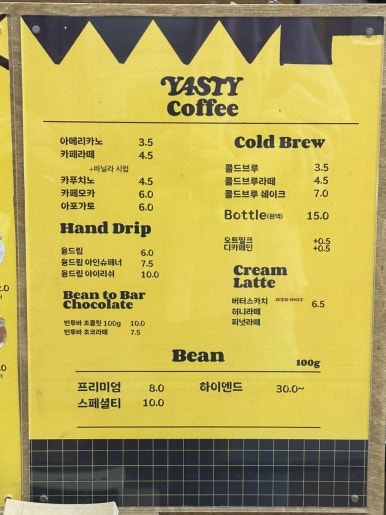 YASTY
Coffee
아메리카노 3.5
카페라떼 4.5
+바닐라 시럽
카푸치노 4.5
카페모카 6.0
아포가토 6.0
Hand Drip
융드립 6.0
융드립 아인슈페너 7.5
융드립 아이리쉬 10.0
Bean to Bar
Chocolate
빈투바 초콜릿 100g 10.0
빈투바 초코라떼 7.5
Cold Brew
콜드브루 3.5
콜드브루라떼 4.5
콜드브루 쉐이크 7.0
Bottle(원액) 15.0
오트밀크 +0.5
디카페인 +0.5
Cream
Latte
버터스카치 ICED ONLY 6.5
허니라떼
피넛라떼
Bean 100g
프리미엄 8.0 하이엔드 30.0~
스페셜티 10.0